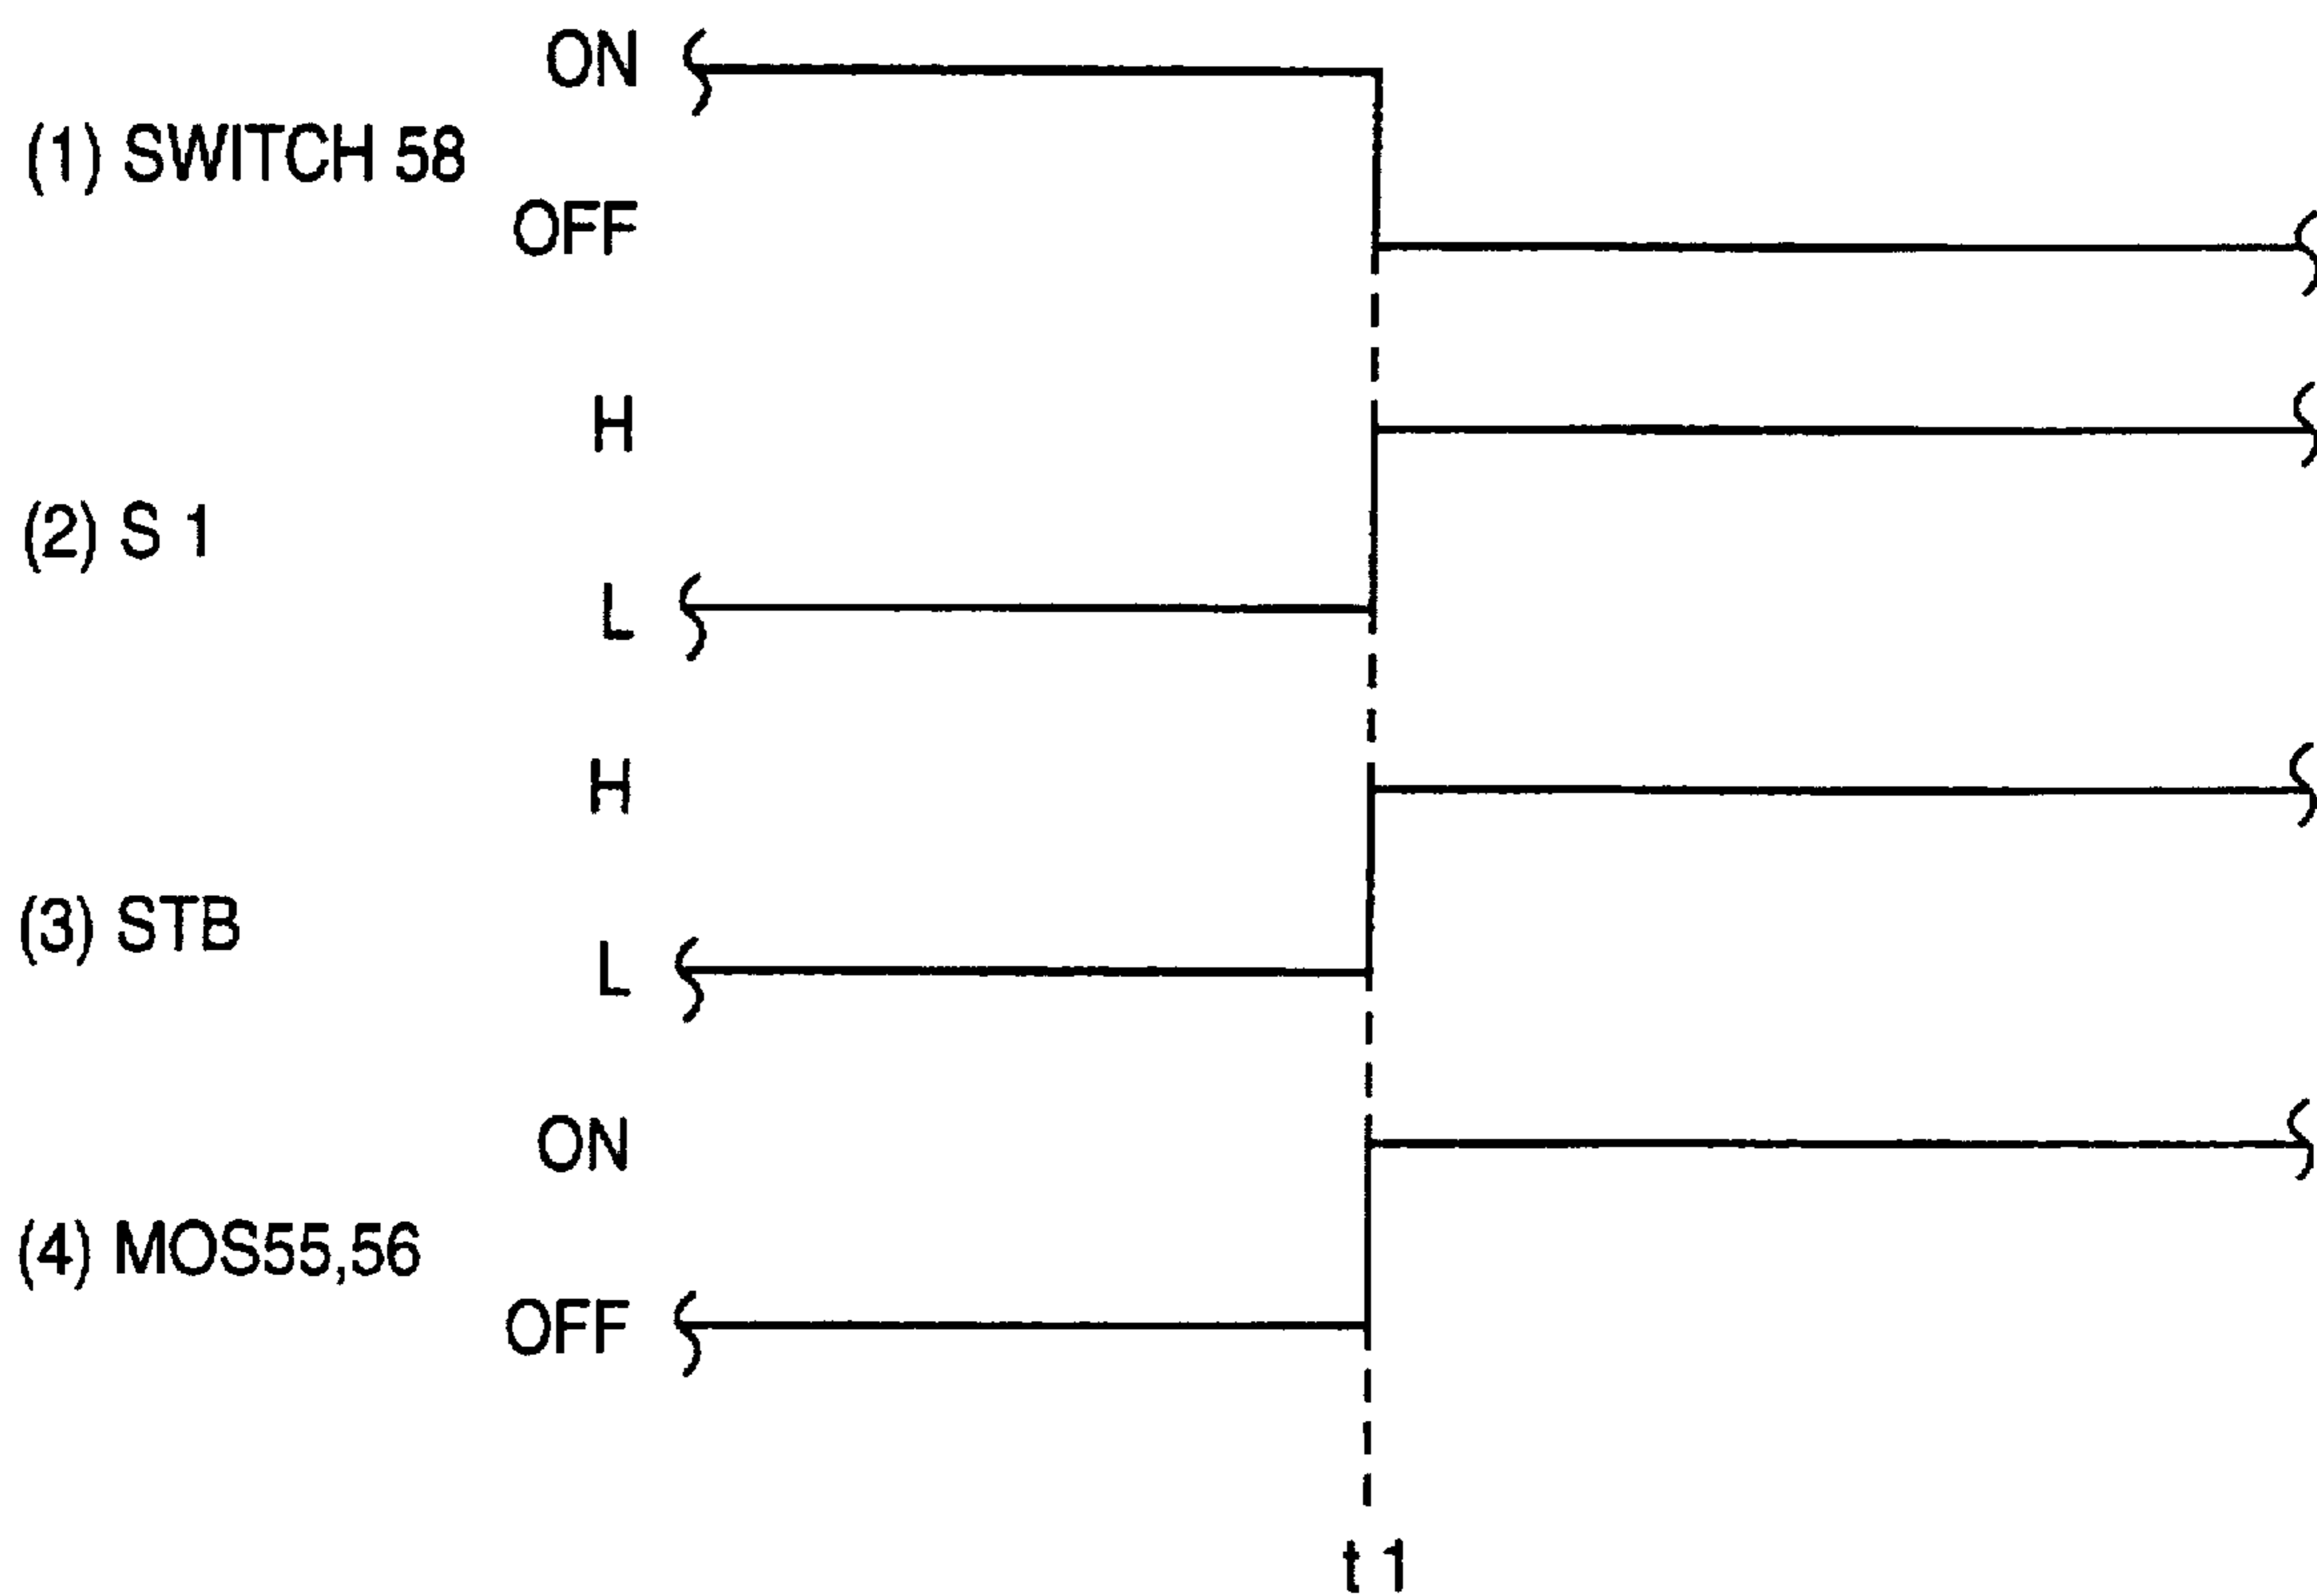 ON
(1) SWITCH 58
OFF
H
(2) S 1
L
H
(3) STB
L
ON
(4) MOS55,56
OFF
t 1